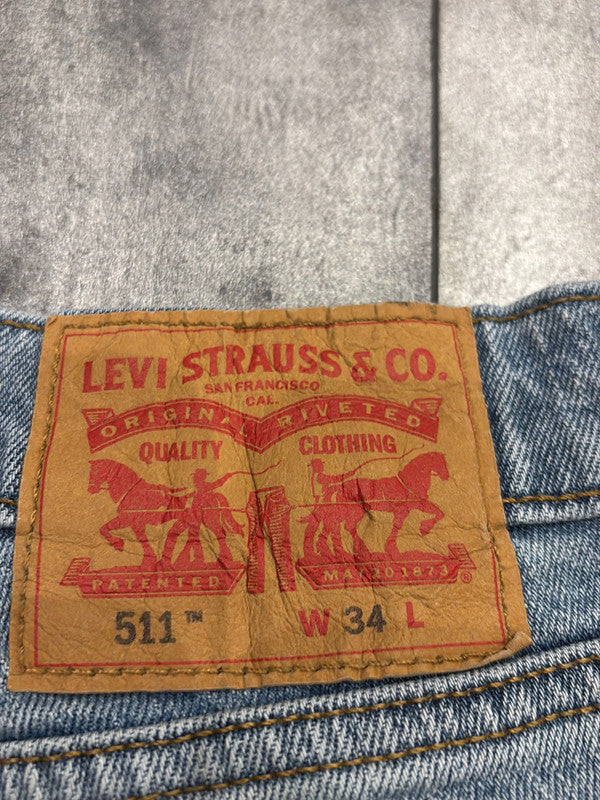 LEVI STRAUSS & CO.
SAN FRANCISCO
CAL.
ORIGINAL RIVETED
QUALITY CLOTHING
PATENTED MAY 20 1873 ®
511™ W 34 L